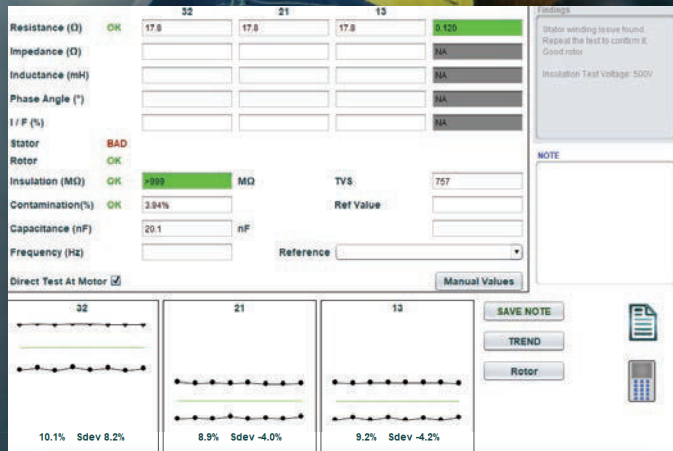 32 21 13
Resistance (Ω) OK 17.8 17.8 17.8 0.120
Impedance (Ω) NA
Inductance (mH) NA
Phase Angle (°) NA
I / F (%) NA
Stator BAD
Rotor OK
Insulation (MΩ) OK >999 MΩ TVS 757
Contamination(%) OK 3.94% Ref Value
Capacitance (nF) 20.1 nF
Frequency (Hz) Reference
Direct Test At Motor Manual Values
Findings
Stator winding issue found.
Repeat the test to confirm it.
Good rotor
Insulation Test Voltage: 500V
NOTE
32 21 13
10.1% Sdev 8.2% 8.9% Sdev -4.0% 9.2% Sdev -4.2%
SAVE NOTE
TREND
Rotor